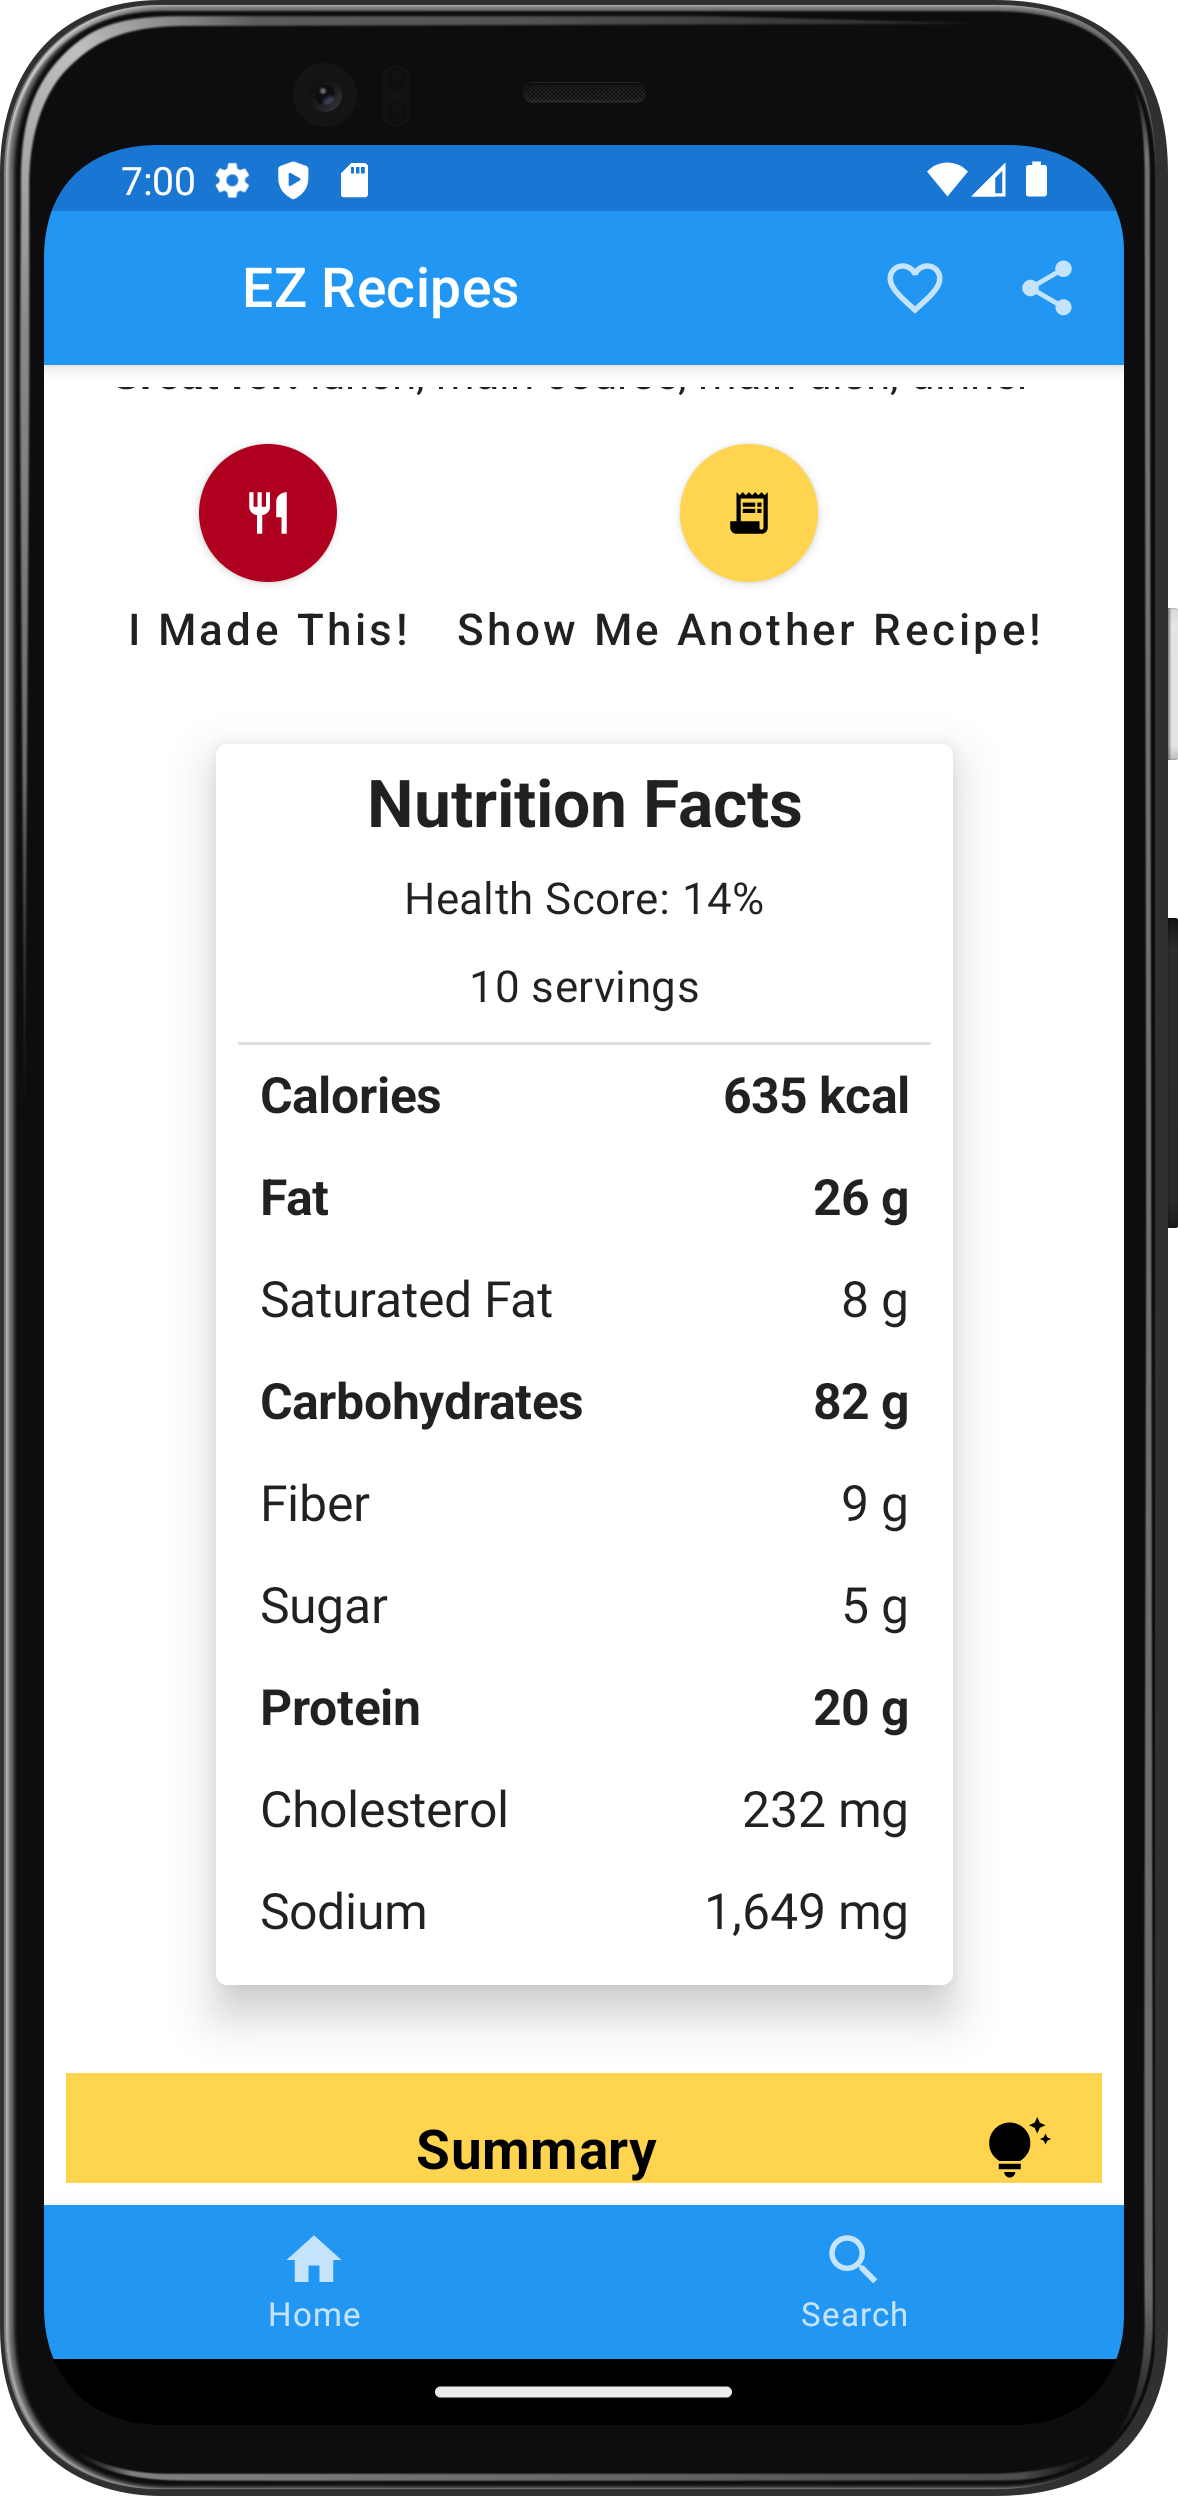 7:00
EZ Recipes
I Made This!
Show Me Another Recipe!
Nutrition Facts
Health Score: 14%
10 servings
Calories 635 kcal
Fat 26 g
Saturated Fat 8 g
Carbohydrates 82 g
Fiber 9 g
Sugar 5 g
Protein 20 g
Cholesterol 232 mg
Sodium 1,649 mg
Summary
Home
Search